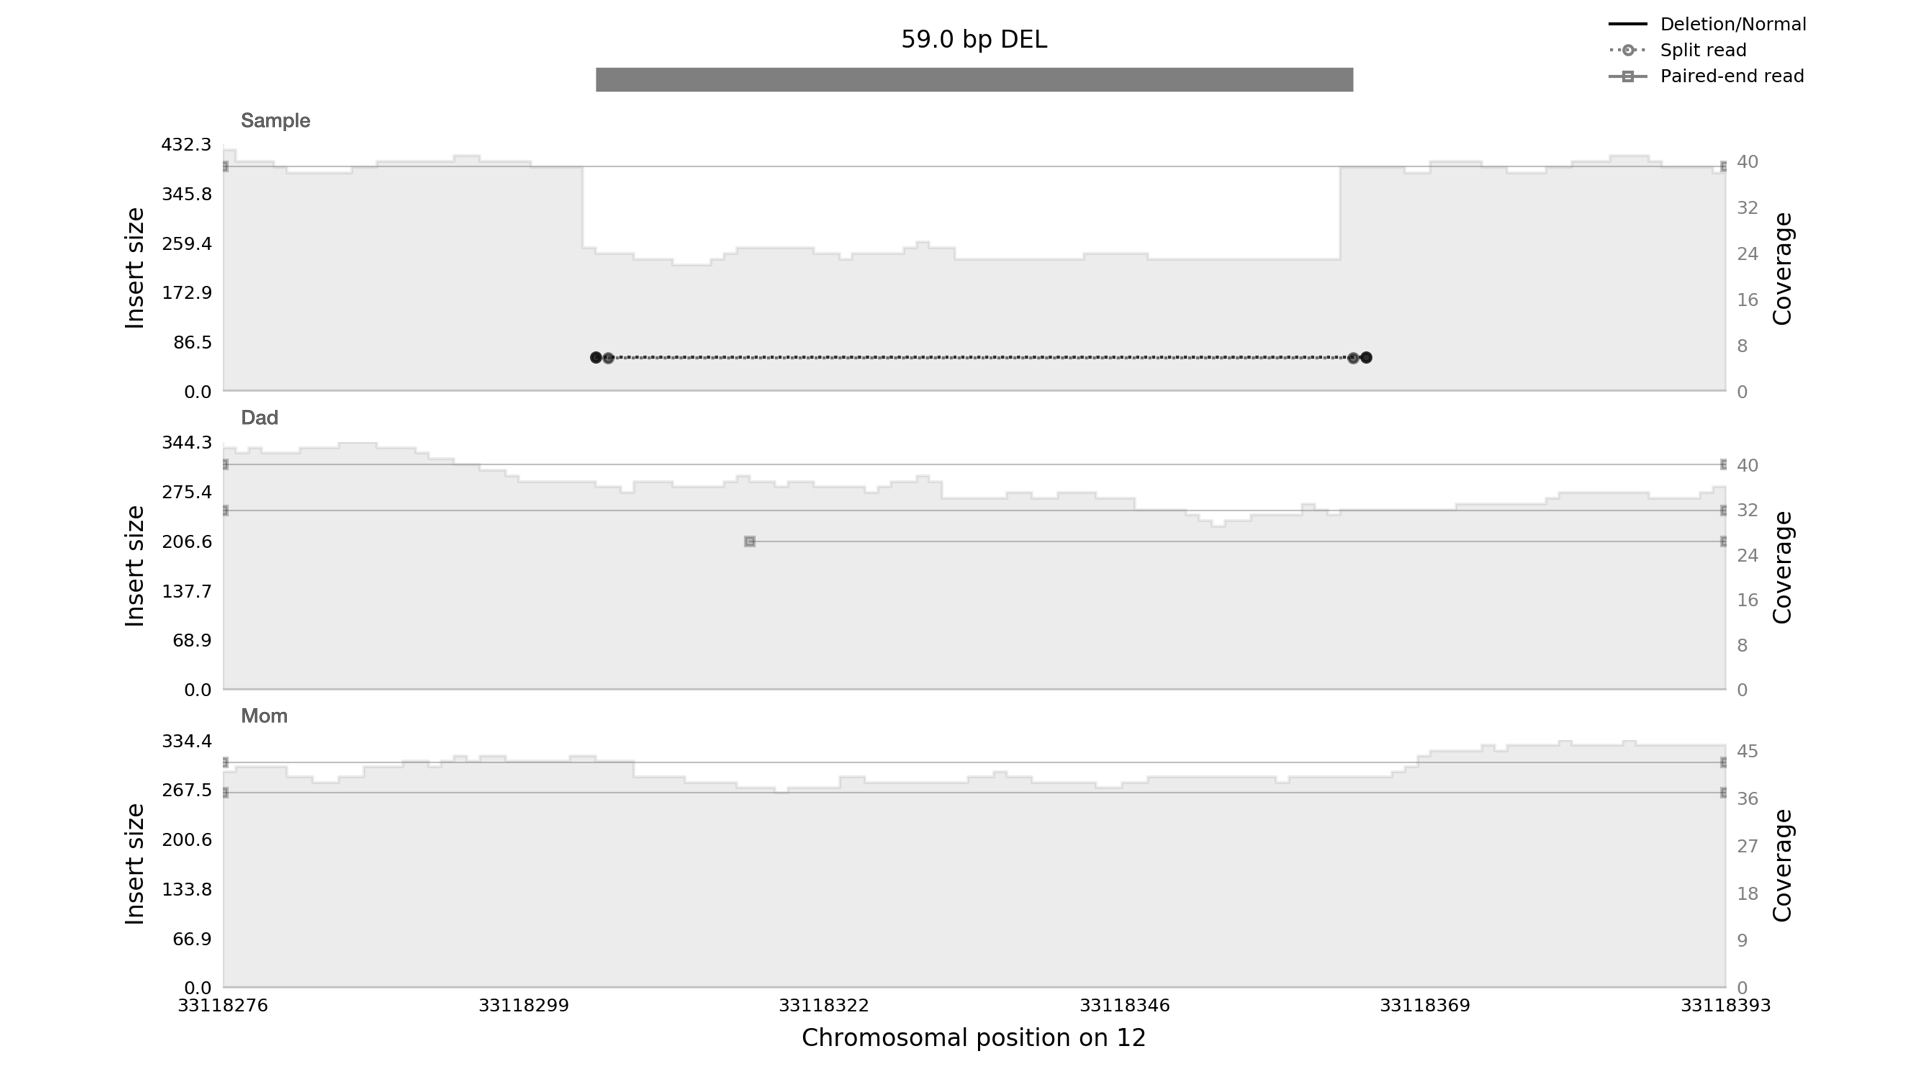 59.0 bp DEL
Deletion/Normal
Split read
Paired-end read
Sample
432.3
345.8
259.4
172.9
86.5
0.0
Insert size
40
32
24
16
8
0
Coverage
Dad
344.3
275.4
206.6
137.7
68.9
0.0
Insert size
40
32
24
16
8
0
Coverage
Mom
334.4
267.5
200.6
133.8
66.9
0.0
Insert size
45
36
27
18
9
0
Coverage
33118276 33118299 33118322 33118346 33118369 33118393
Chromosomal position on 12